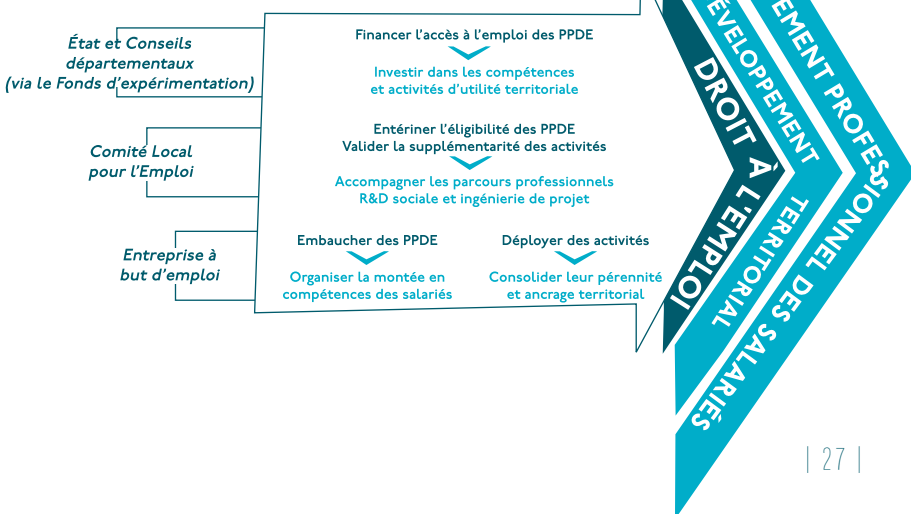 État et Conseils
départementaux
(via le Fonds d'expérimentation)
Financer l'accès à l'emploi des PPDE
Investir dans les compétences
et activités d'utilité territoriale
Comité Local
pour l'Emploi
Entériner l'éligibilité des PPDE
Valider la supplémentarité des activités
Accompagner les parcours professionnels
R&D sociale et ingénierie de projet
Entreprise à
but d'emploi
Embaucher des PPDE
Organiser la montée en
compétences des salariés
Déployer des activités
Consolider leur pérennité
et ancrage territorial
DROIT À L'EMPLOI
ÉVELOPPEMENT TERRITORIAL
EMENT PROFESSIONNEL DES SALARIÉS
| 27 |